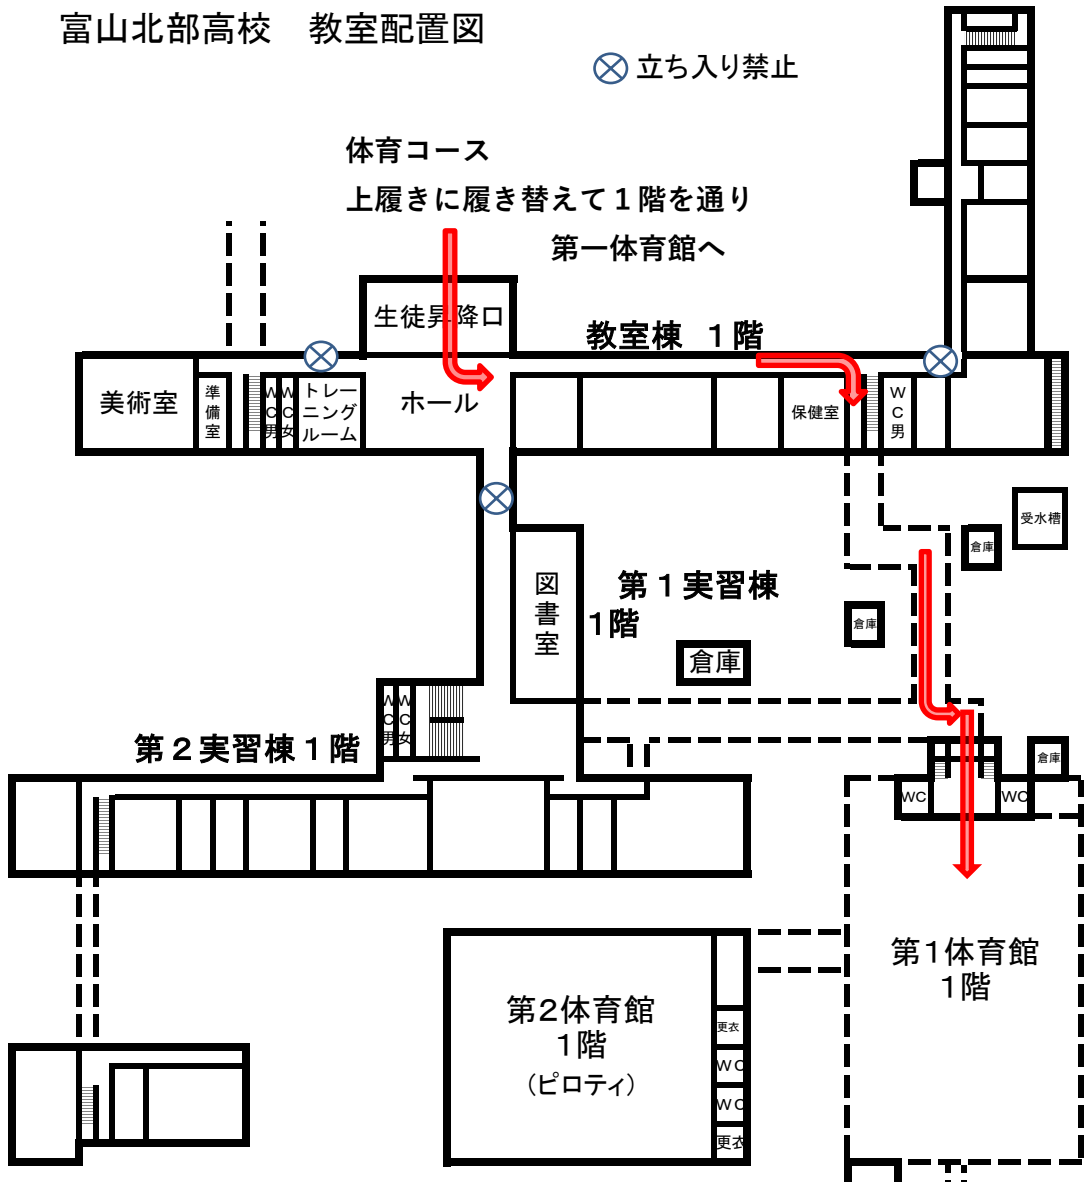 富山北部高校　教室配置図
立ち入り禁止
体育コース
上履きに履き替えて１階を通り
第一体育館へ
生徒昇降口
教室棟　１階
美術室
準備室
WC男
WC女
トレーニングルーム
ホール
保健室
WC男
受水槽
倉庫
図書室
第１実習棟
1階
倉庫
倉庫
WC男
WC女
第２実習棟１階
倉庫
WC
WC
第1体育館
1階
第2体育館
1階
（ピロティ）
更衣
WC
WC
更衣